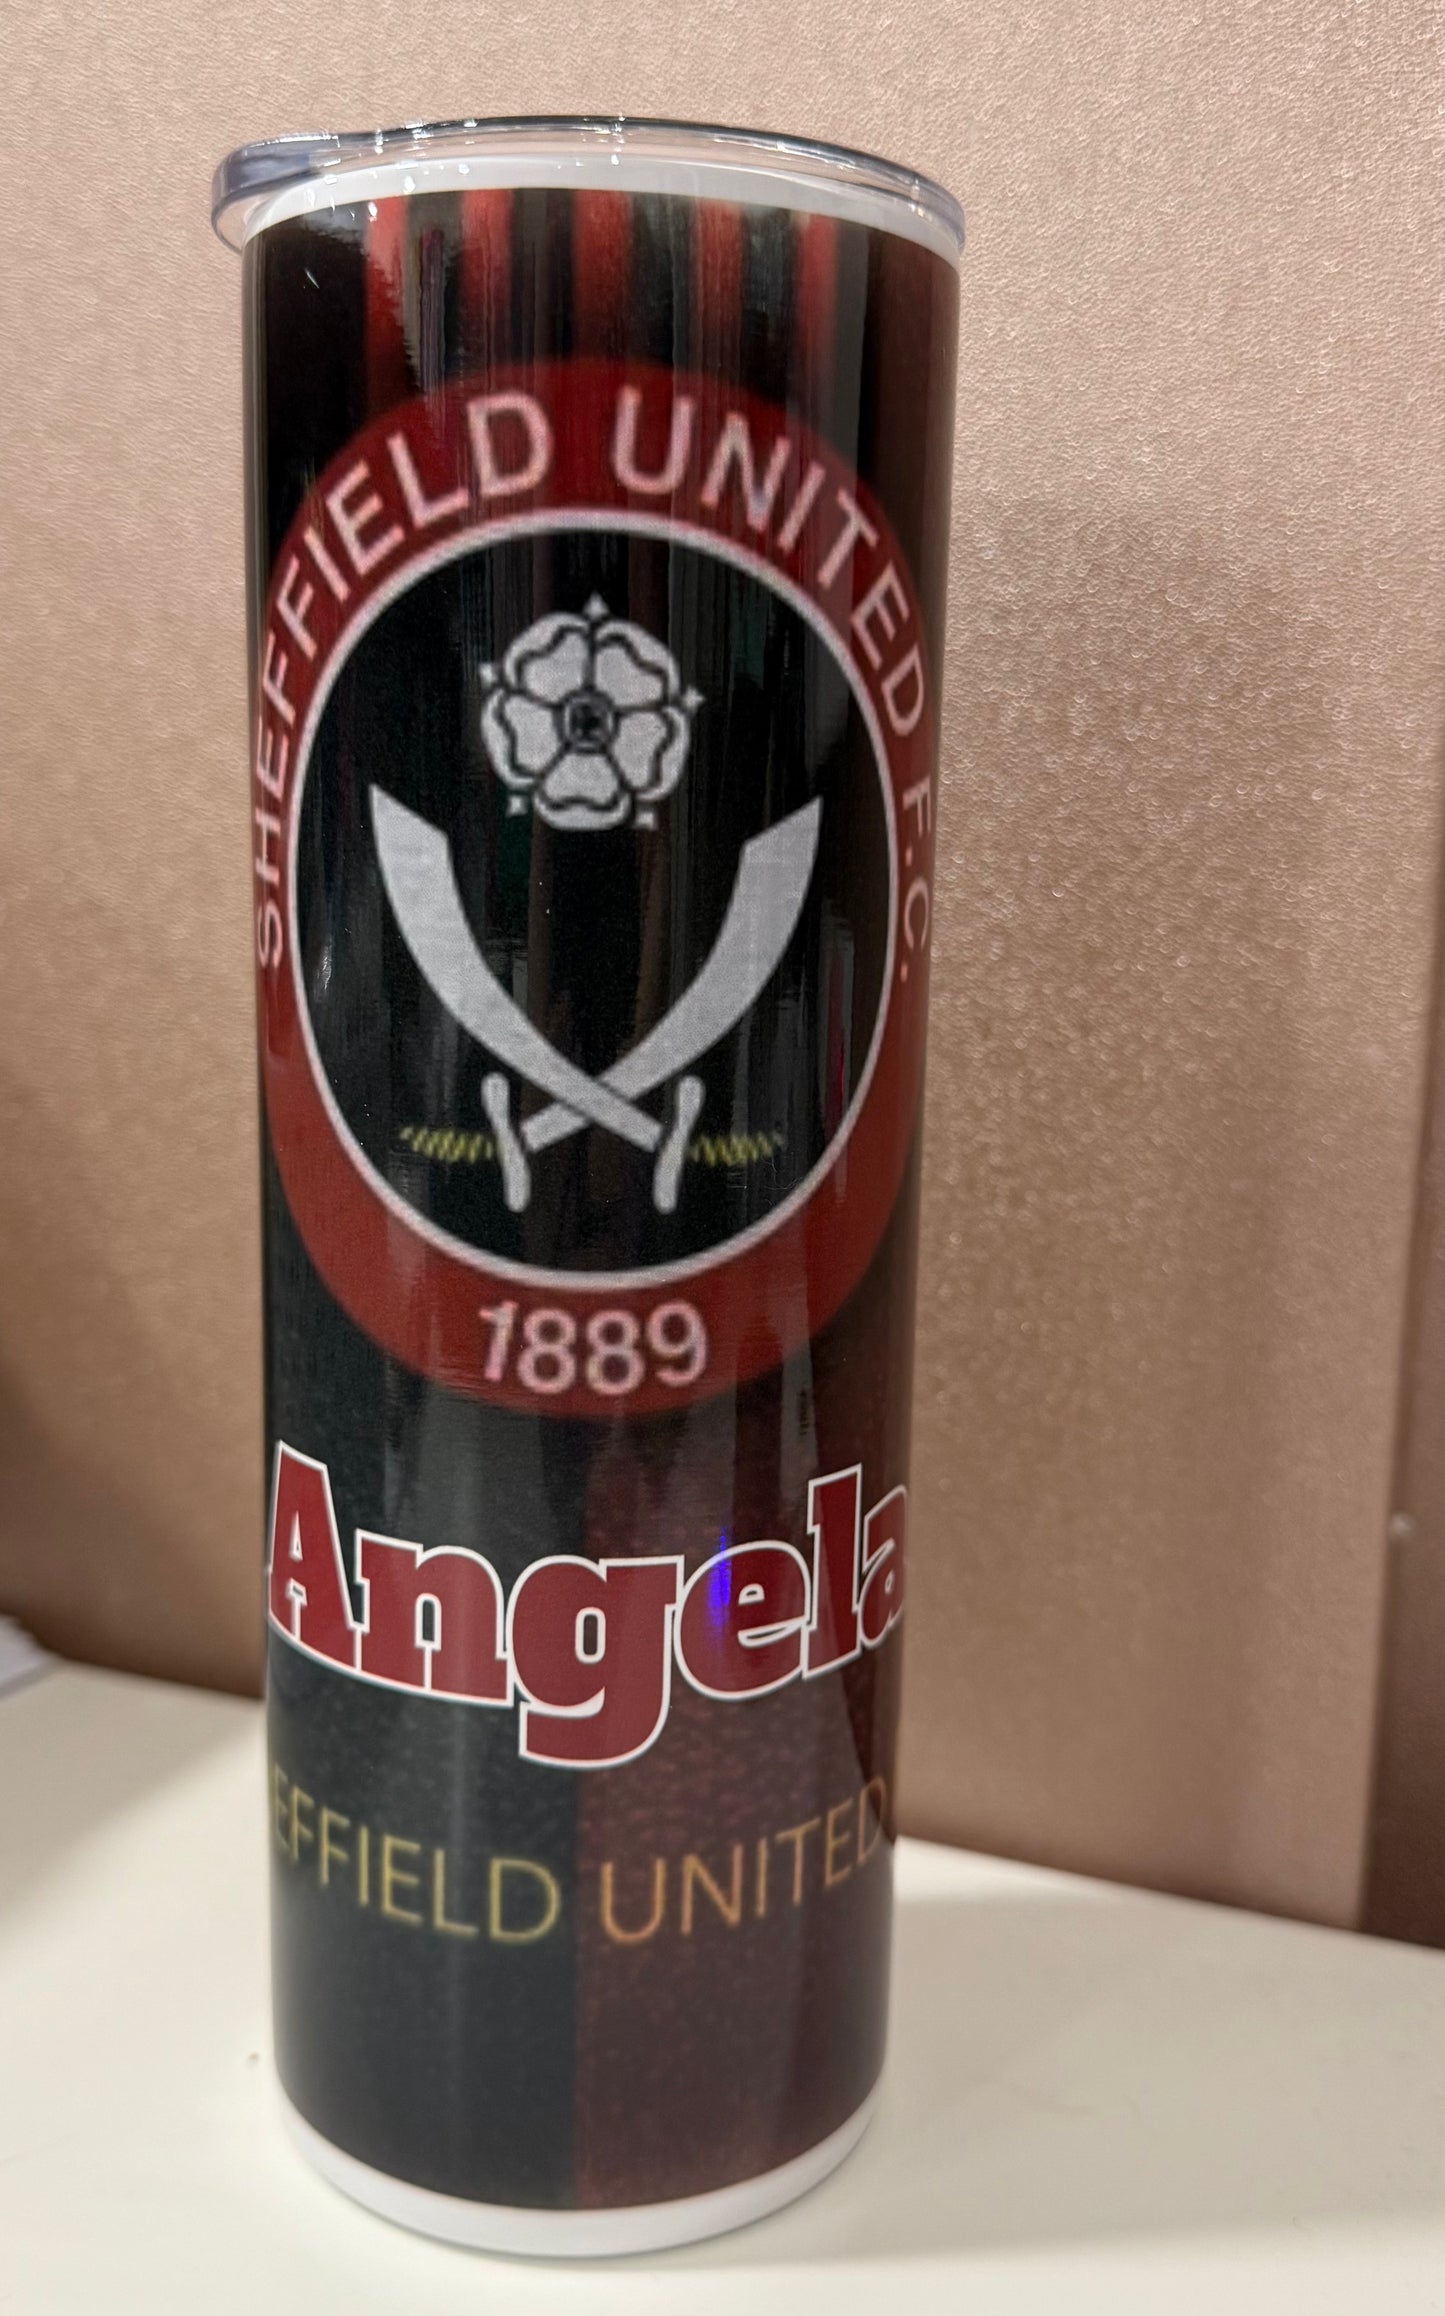 SHEFFIELD UNITED F.C.
1889
Angela
EFFIELD UNITED